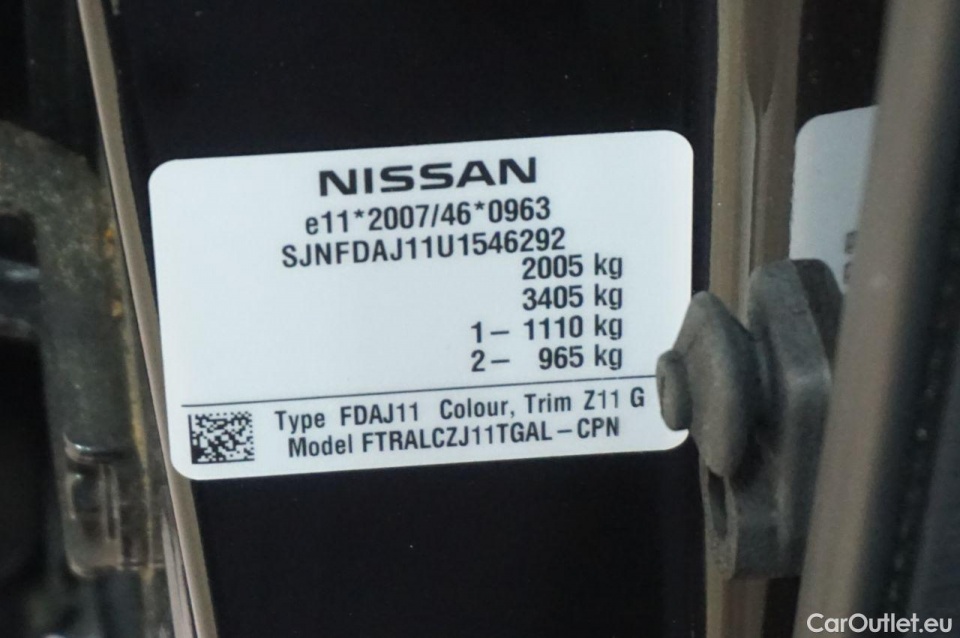 NISSAN
e11*2007/46*0963
SJNFDAJ11U1546292
2005 kg
3405 kg
1– 1110 kg
2– 965 kg
Type FDAJ11 Colour, Trim Z11 G
Model FTRALCZJ11TGAL–CPN
CarOutlet.eu